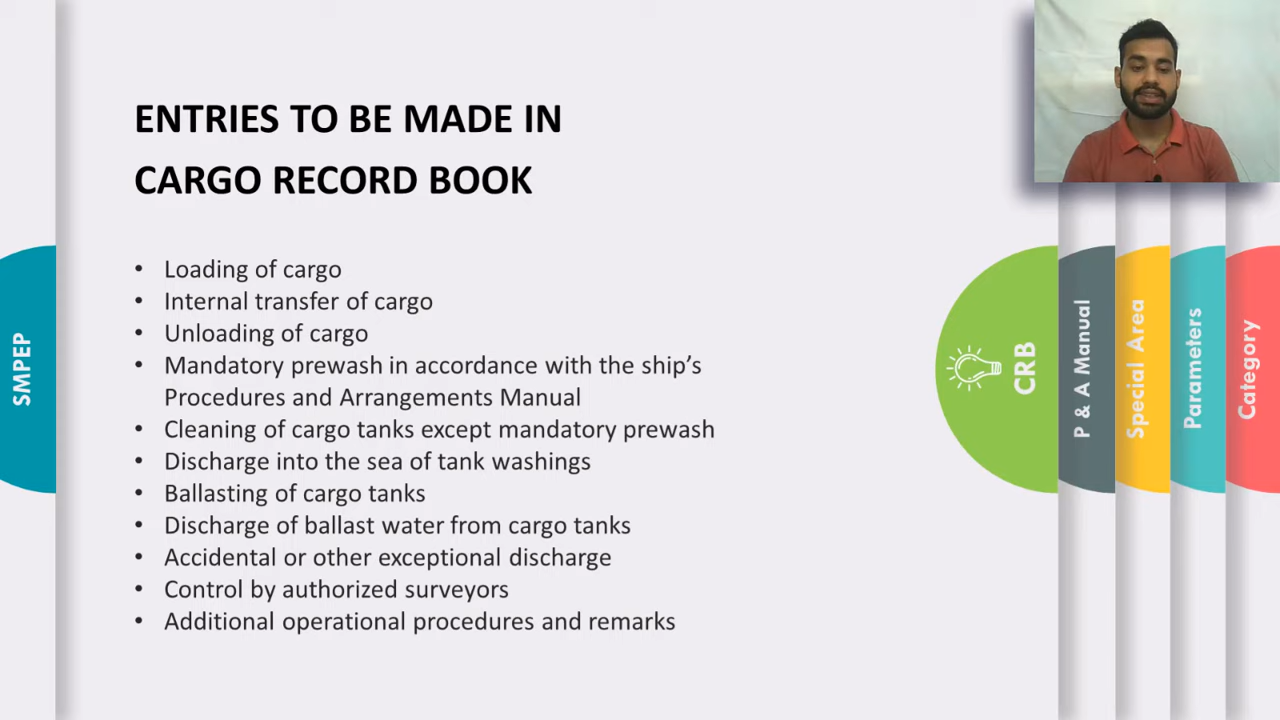 ENTRIES TO BE MADE IN
CARGO RECORD BOOK
• Loading of cargo
• Internal transfer of cargo
• Unloading of cargo
• Mandatory prewash in accordance with the ship's
Procedures and Arrangements Manual
• Cleaning of cargo tanks except mandatory prewash
• Discharge into the sea of tank washings
• Ballasting of cargo tanks
• Discharge of ballast water from cargo tanks
• Accidental or other exceptional discharge
• Control by authorized surveyors
• Additional operational procedures and remarks
SMPEP
CRB
P & A Manual
Special Area
Parameters
Category